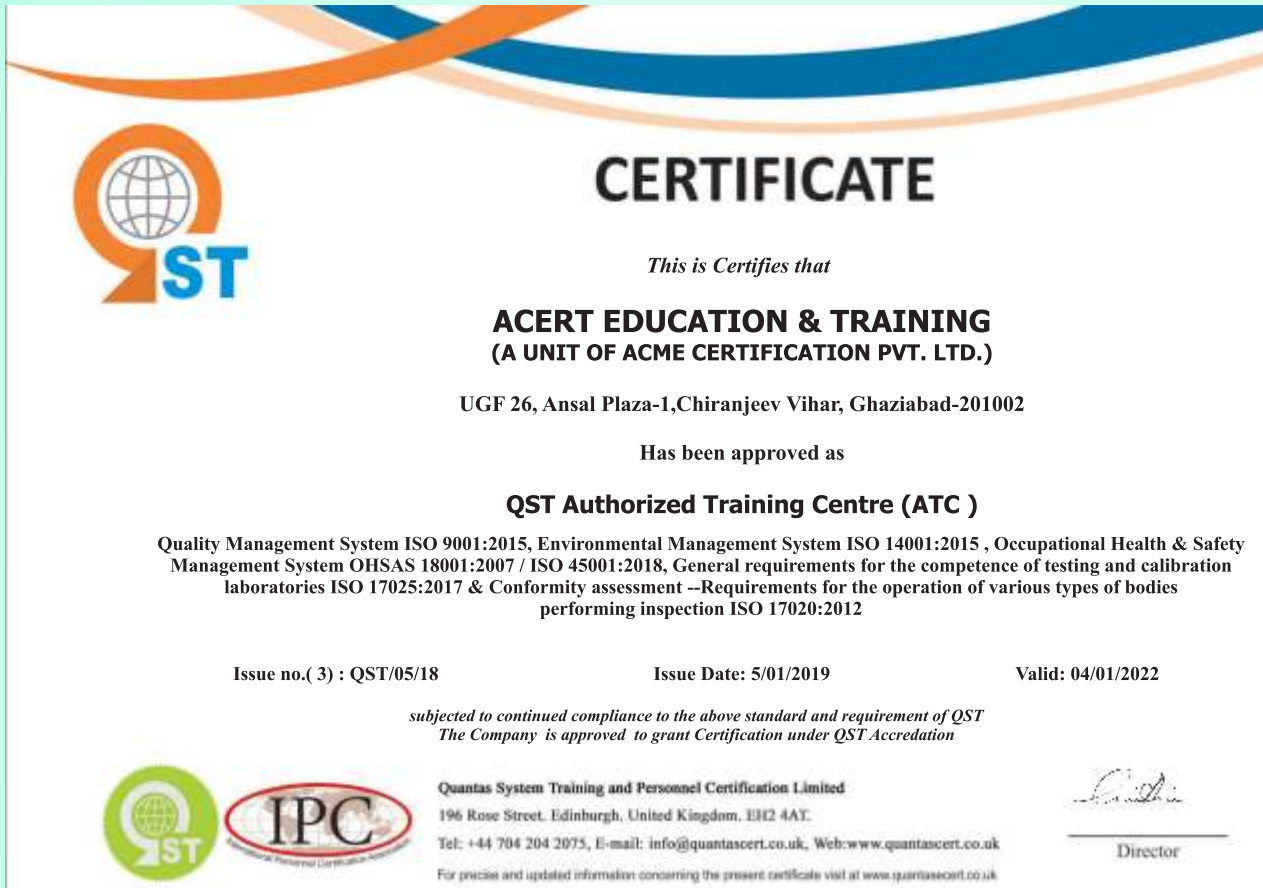 CERTIFICATE
QST
This is Certifies that
ACERT EDUCATION & TRAINING
(A UNIT OF ACME CERTIFICATION PVT. LTD.)
UGF 26, Ansal Plaza-1,Chiranjeev Vihar, Ghaziabad-201002
Has been approved as
QST Authorized Training Centre (ATC )
Quality Management System ISO 9001:2015, Environmental Management System ISO 14001:2015 , Occupational Health & Safety
Management System OHSAS 18001:2007 / ISO 45001:2018, General requirements for the competence of testing and calibration
laboratories ISO 17025:2017 & Conformity assessment --Requirements for the operation of various types of bodies
performing inspection ISO 17020:2012
Issue no.( 3) : QST/05/18 Issue Date: 5/01/2019 Valid: 04/01/2022
subjected to continued compliance to the above standard and requirement of QST
The Company is approved to grant Certification under QST Accredation
QST
IPC
International Personnel Certification Association
Quantas System Training and Personnel Certification Limited
196 Rose Street, Edinburgh, United Kingdom, EH2 4AT.
Tel: +44 704 204 2075, E-mail: info@quantascert.co.uk, Web:www.quantascert.co.uk
For precise and updated information concerning the present certificate visit at www.quantasecert.co.uk
Director